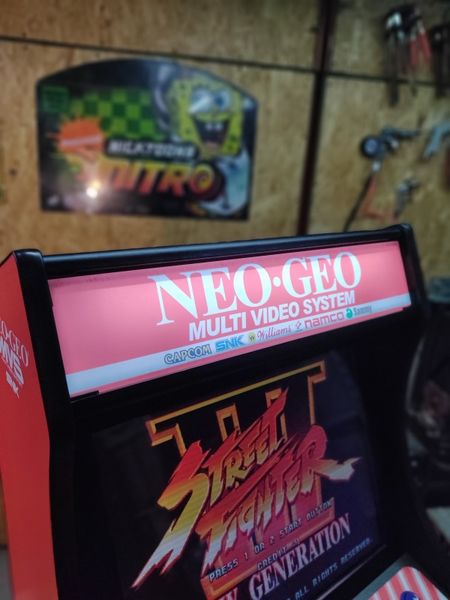 NICKTOONS
NITRO
NEO•GEO
MULTI VIDEO SYSTEM
CAPCOM SNK Williams namco Sammy
NEO•GEO
MVS
SNK
III
STREET
FIGHTER
PRESS 1 OR 2 START BUTTON
CREDIT
GENERATION
ALL RIGHTS RESERVED.